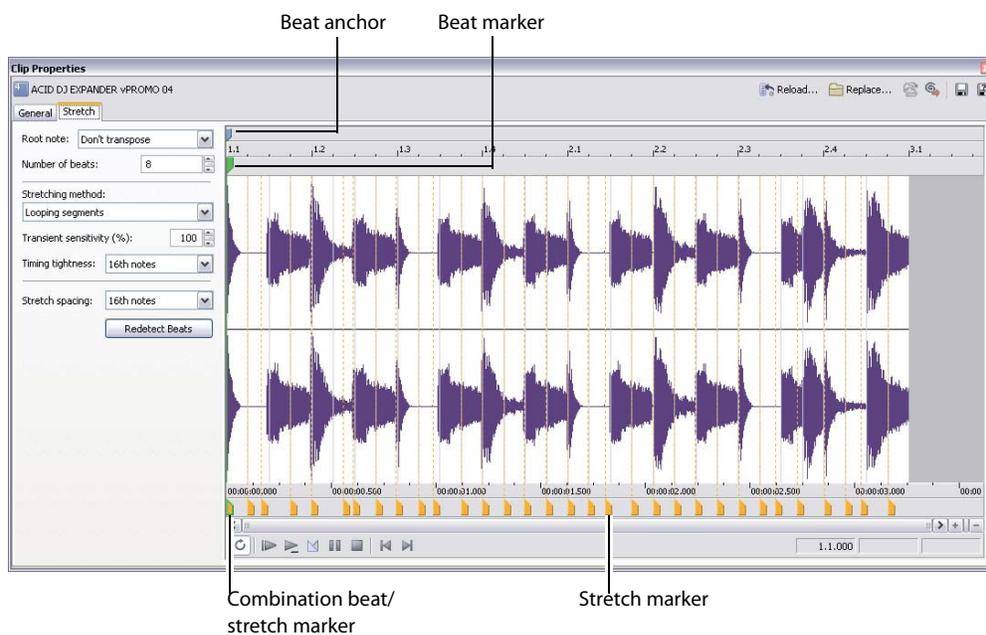 Beat anchor Beat marker
Clip Properties
ACID DJ EXPANDER vPROMO 04 Reload... Replace...
General Stretch
Root note: Don't transpose
Number of beats: 8
Stretching method:
Looping segments
Transient sensitivity (%): 100
Timing tightness: 16th notes
Stretch spacing: 16th notes
Redetect Beats
1.1 1.2 1.3 1.4 2.1 2.2 2.3 2.4 3.1
00:00:00.000 00:00:00.500 00:00:01.000 00:00:01.500 00:00:02.000 00:00:02.500 00:00:03.000 00:00
1.1.000
Combination beat/
stretch marker
Stretch marker